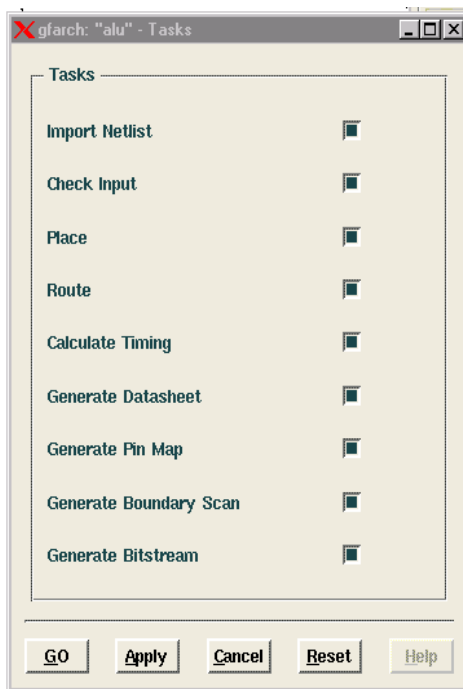 gfarch: "alu" - Tasks
Tasks
Import Netlist
Check Input
Place
Route
Calculate Timing
Generate Datasheet
Generate Pin Map
Generate Boundary Scan
Generate Bitstream
GO Apply Cancel Reset Help